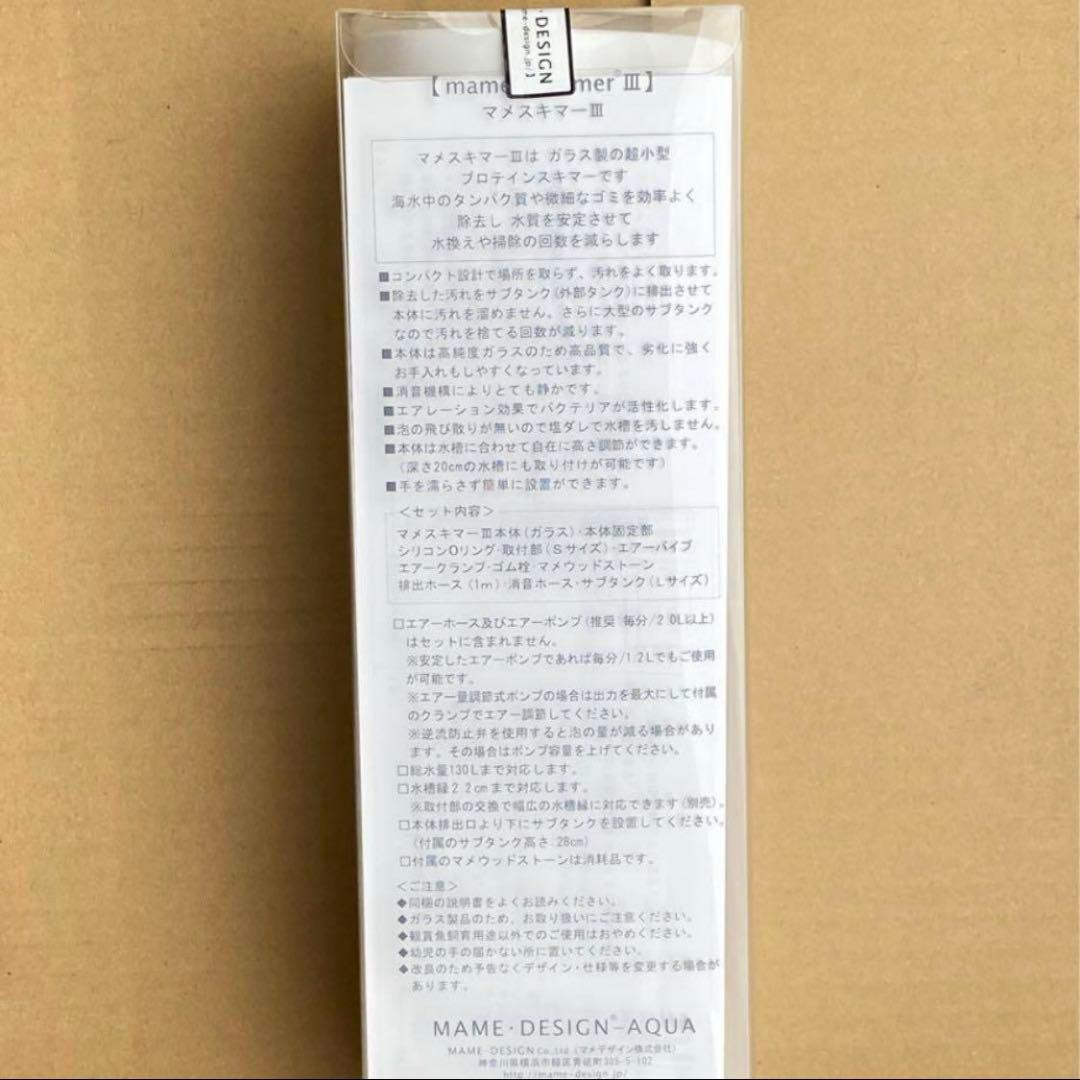 DESIGN
me-design.jp/】
【mame mer® Ⅲ】
マメスキマーⅢ
マメスキマーⅢは ガラス製の超小型
プロテインスキマーです
海水中のタンパク質や微細なゴミを効率よく
除去し 水質を安定させて
水換えや掃除の回数を減らします
■コンパクト設計で場所を取らず、汚れをよく取ります。
■除去した汚れをサブタンク(外部タンク)に排出させて
本体に汚れを溜めません。さらに大型のサブタンク
なので汚れを捨てる回数が減ります。
■本体は高純度ガラスのため高品質で、劣化に強く
お手入れもしやすくなっています。
■消音機構によりとても静かです。
■エアレーション効果でバクテリアが活性化します。
■泡の飛び散りが無いので塩ダレで水槽を汚しません。
■本体は水槽に合わせて自在に高さ調節ができます。
(深さ20cmの水槽にも取り付けが可能です)
■手を濡らさず簡単に設置ができます。
＜セット内容＞
マメスキマーⅢ本体(ガラス)・本体固定部
シリコンOリング・取付部(Sサイズ)・エアーパイプ
エアークランプ・ゴム栓・マメウッドストーン
排出ホース(1m)・消音ホース・サブタンク(Lサイズ)
□エアーホース及びエアーポンプ(推奨 毎分/2.0L以上)
はセットに含まれません。
※安定したエアーポンプであれば毎分/1.2Lでもご使用
が可能です。
※エアー量調節式ポンプの場合は出力を最大にして付属
のクランプでエアー調節してください。
※逆流防止弁を使用すると泡の量が減る場合があり
ます。その場合はポンプ容量を上げてください。
□総水量130Lまで対応します。
□水槽縁2.2cmまで対応します。
※取付部の交換で幅広の水槽縁に対応できます(別売)。
□本体排出口より下にサブタンクを設置してください。
(付属のサブタンク高さ:28cm)
□付属のマメウッドストーンは消耗品です。
＜ご注意＞
◆同梱の説明書をよくお読みください。
◆ガラス製品のため、お取り扱いにご注意ください。
◆観賞魚飼育用途以外でのご使用はおやめください。
◆幼児の手の届かない所に置いてください。
◆改良のため予告なくデザイン・仕様等を変更する場合が
あります。
MAME・DESIGN®-AQUA
MAME-DESIGN Co.,Ltd.(マメデザイン株式会社)
神奈川県横浜市緑区青砥町305-5-102
http://mame-design.jp/